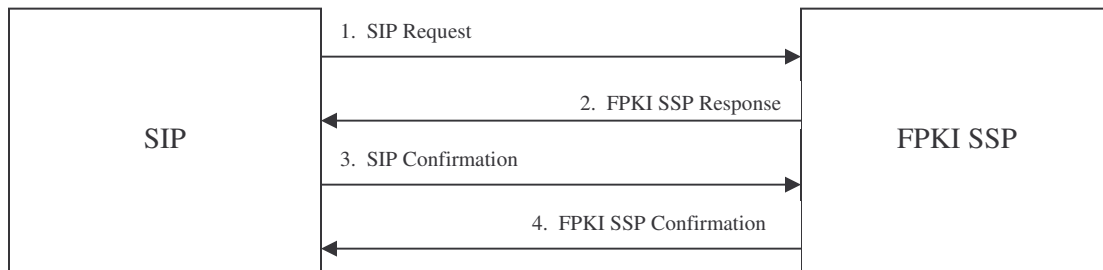 1. SIP Request
2. FPKI SSP Response
SIP
FPKI SSP
3. SIP Confirmation
4. FPKI SSP Confirmation